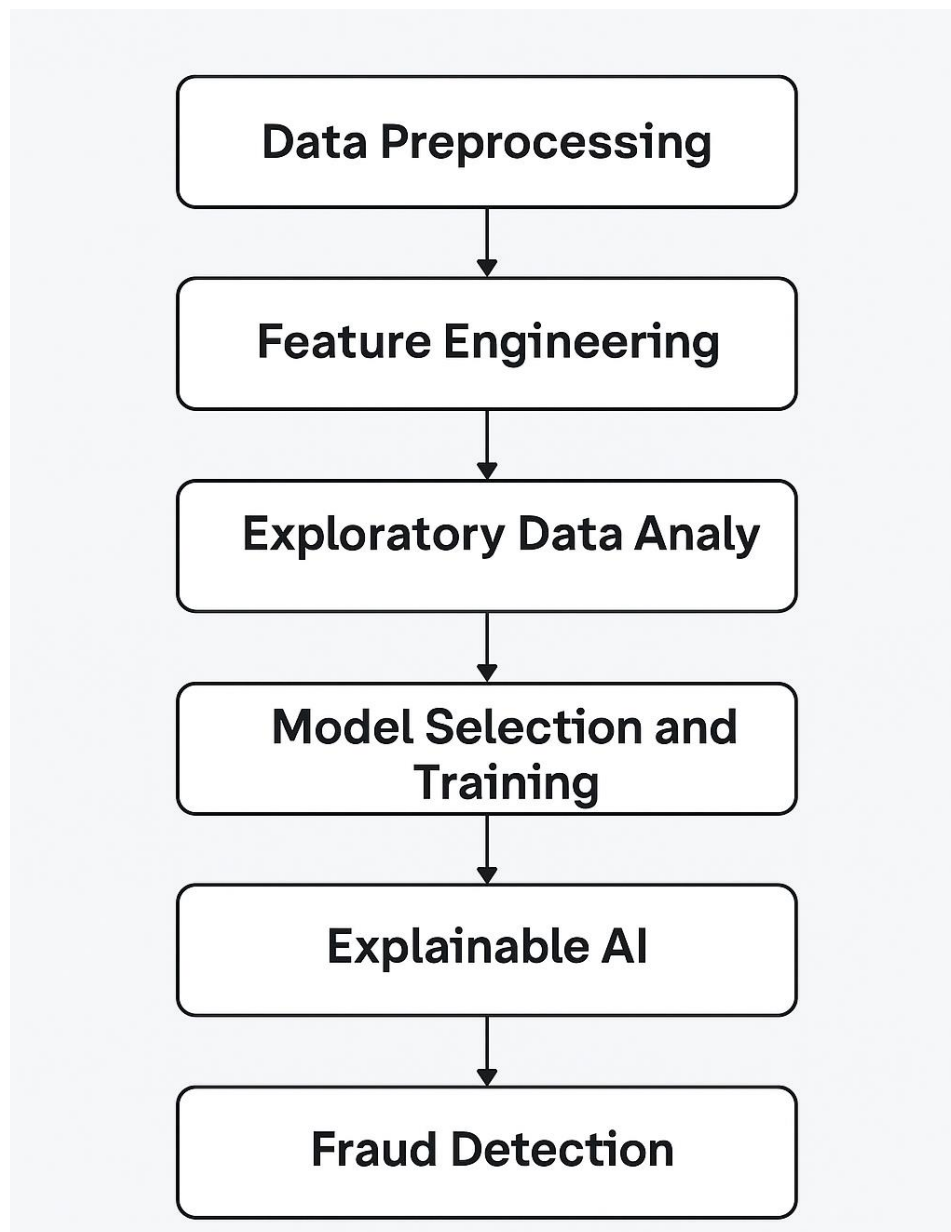 Data Preprocessing
Feature Engineering
Exploratory Data Analy
Model Selection and
Training
Explainable AI
Fraud Detection